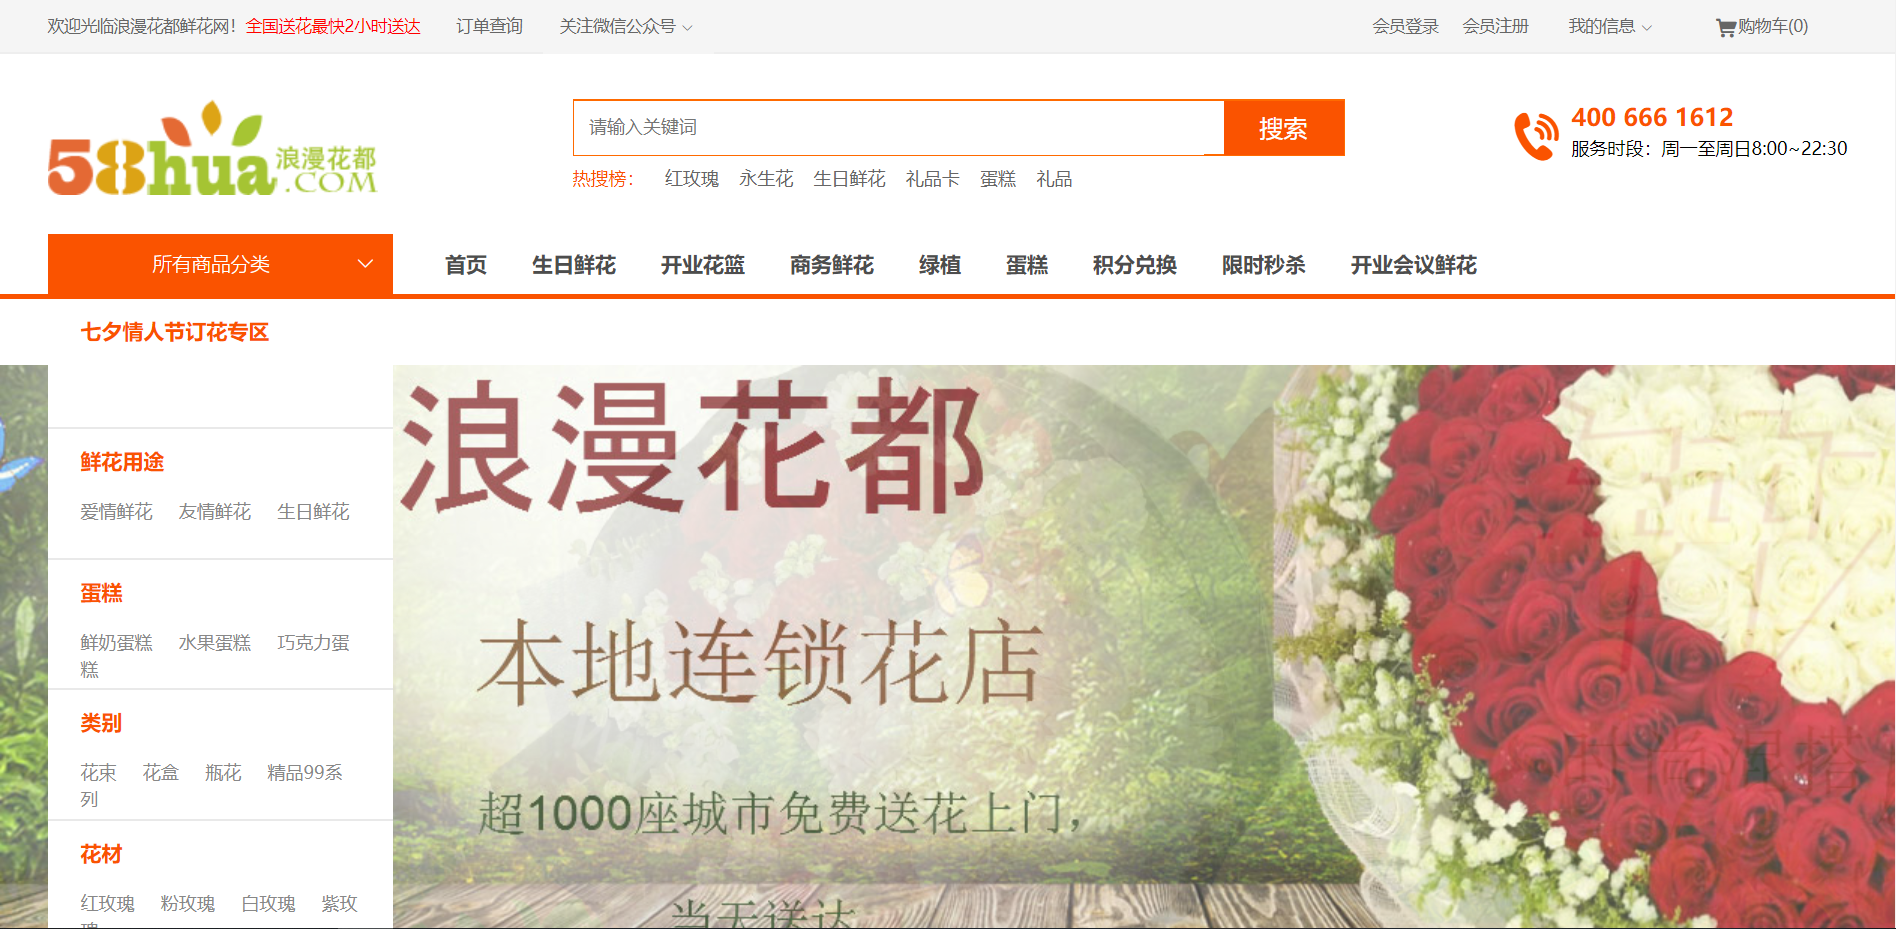 欢迎光临浪漫花都鲜花网！全国送花最快2小时送达 订单查询 关注微信公众号 会员登录 会员注册 我的信息 购物车(0)
58hua.COM 浪漫花都
请输入关键词 搜索
热搜榜： 红玫瑰 永生花 生日鲜花 礼品卡 蛋糕 礼品
400 666 1612
服务时段：周一至周日8:00~22:30
所有商品分类 首页 生日鲜花 开业花篮 商务鲜花 绿植 蛋糕 积分兑换 限时秒杀 开业会议鲜花
七夕情人节订花专区
鲜花用途
爱情鲜花 友情鲜花 生日鲜花
蛋糕
鲜奶蛋糕 水果蛋糕 巧克力蛋
糕
类别
花束 花盒 瓶花 精品99系
列
花材
红玫瑰 粉玫瑰 白玫瑰 紫玫
瑰
浪漫花都
本地连锁花店
超1000座城市免费送花上门，
当天送达